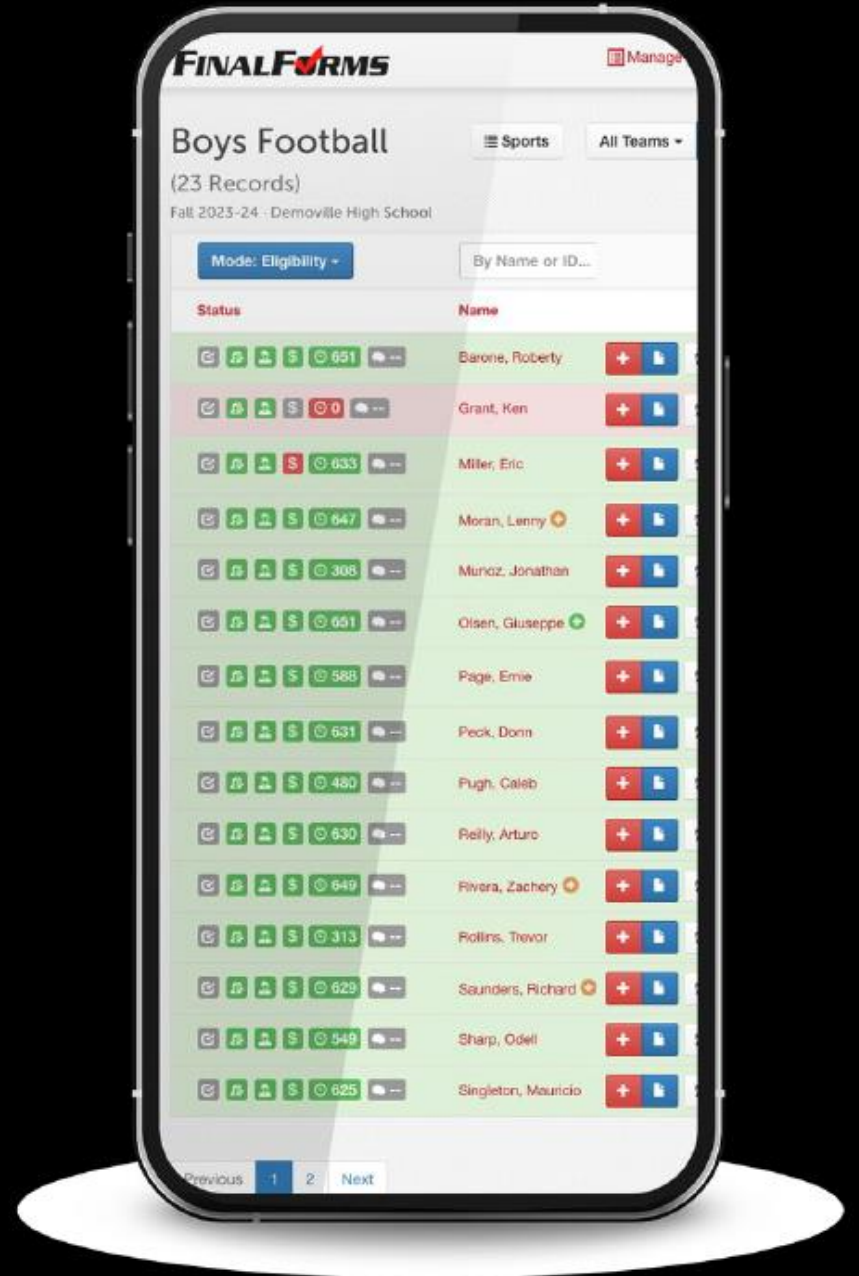 FINALFORMS
Manage
Boys Football
Sports
All Teams
(23 Records)
Fall 2023-24 · Demoville High School
Mode: Eligibility
By Name or ID...
Status Name
$ 651 -- Barone, Roberty
$ 0 -- Grant, Ken
$ 633 -- Miller, Eric
$ 647 -- Moran, Lenny
$ 308 -- Munoz, Jonathan
$ 651 -- Olsen, Giuseppe
$ 588 -- Page, Ernie
$ 631 -- Peck, Donn
$ 480 -- Pugh, Caleb
$ 630 -- Reilly, Arturo
$ 649 -- Rivera, Zachery
$ 313 -- Rollins, Trevor
$ 629 -- Saunders, Richard
$ 549 -- Sharp, Odell
$ 625 -- Singleton, Mauricio
Previous 1 2 Next